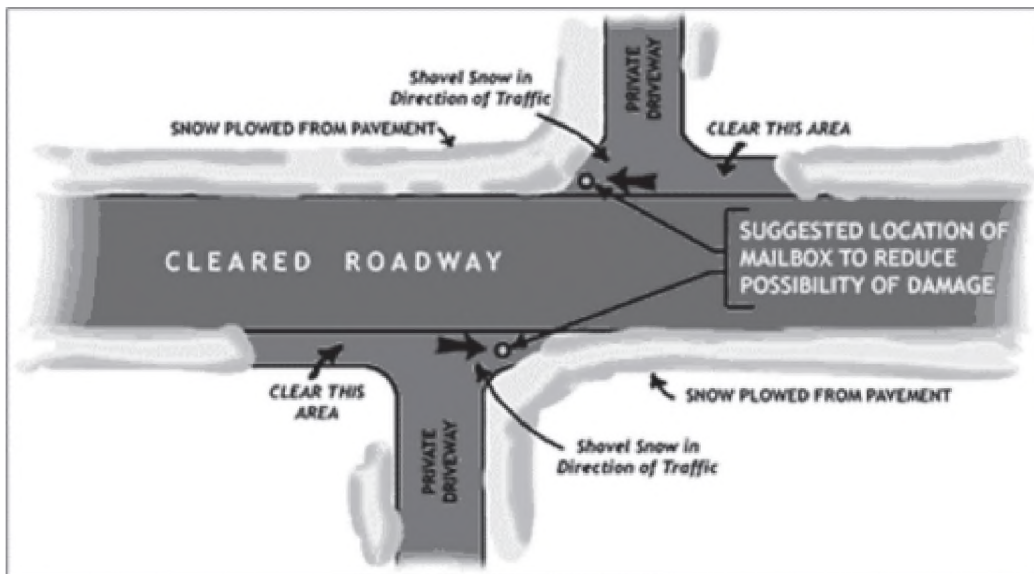 PRIVATE
DRIVEWAY
Shovel Snow in
Direction of Traffic
SNOW PLOWED FROM PAVEMENT
CLEAR THIS AREA
CLEARED ROADWAY
SUGGESTED LOCATION OF
MAILBOX TO REDUCE
POSSIBILITY OF DAMAGE
CLEAR THIS
AREA
SNOW PLOWED FROM PAVEMENT
PRIVATE
DRIVEWAY
Shovel Snow in
Direction of Traffic